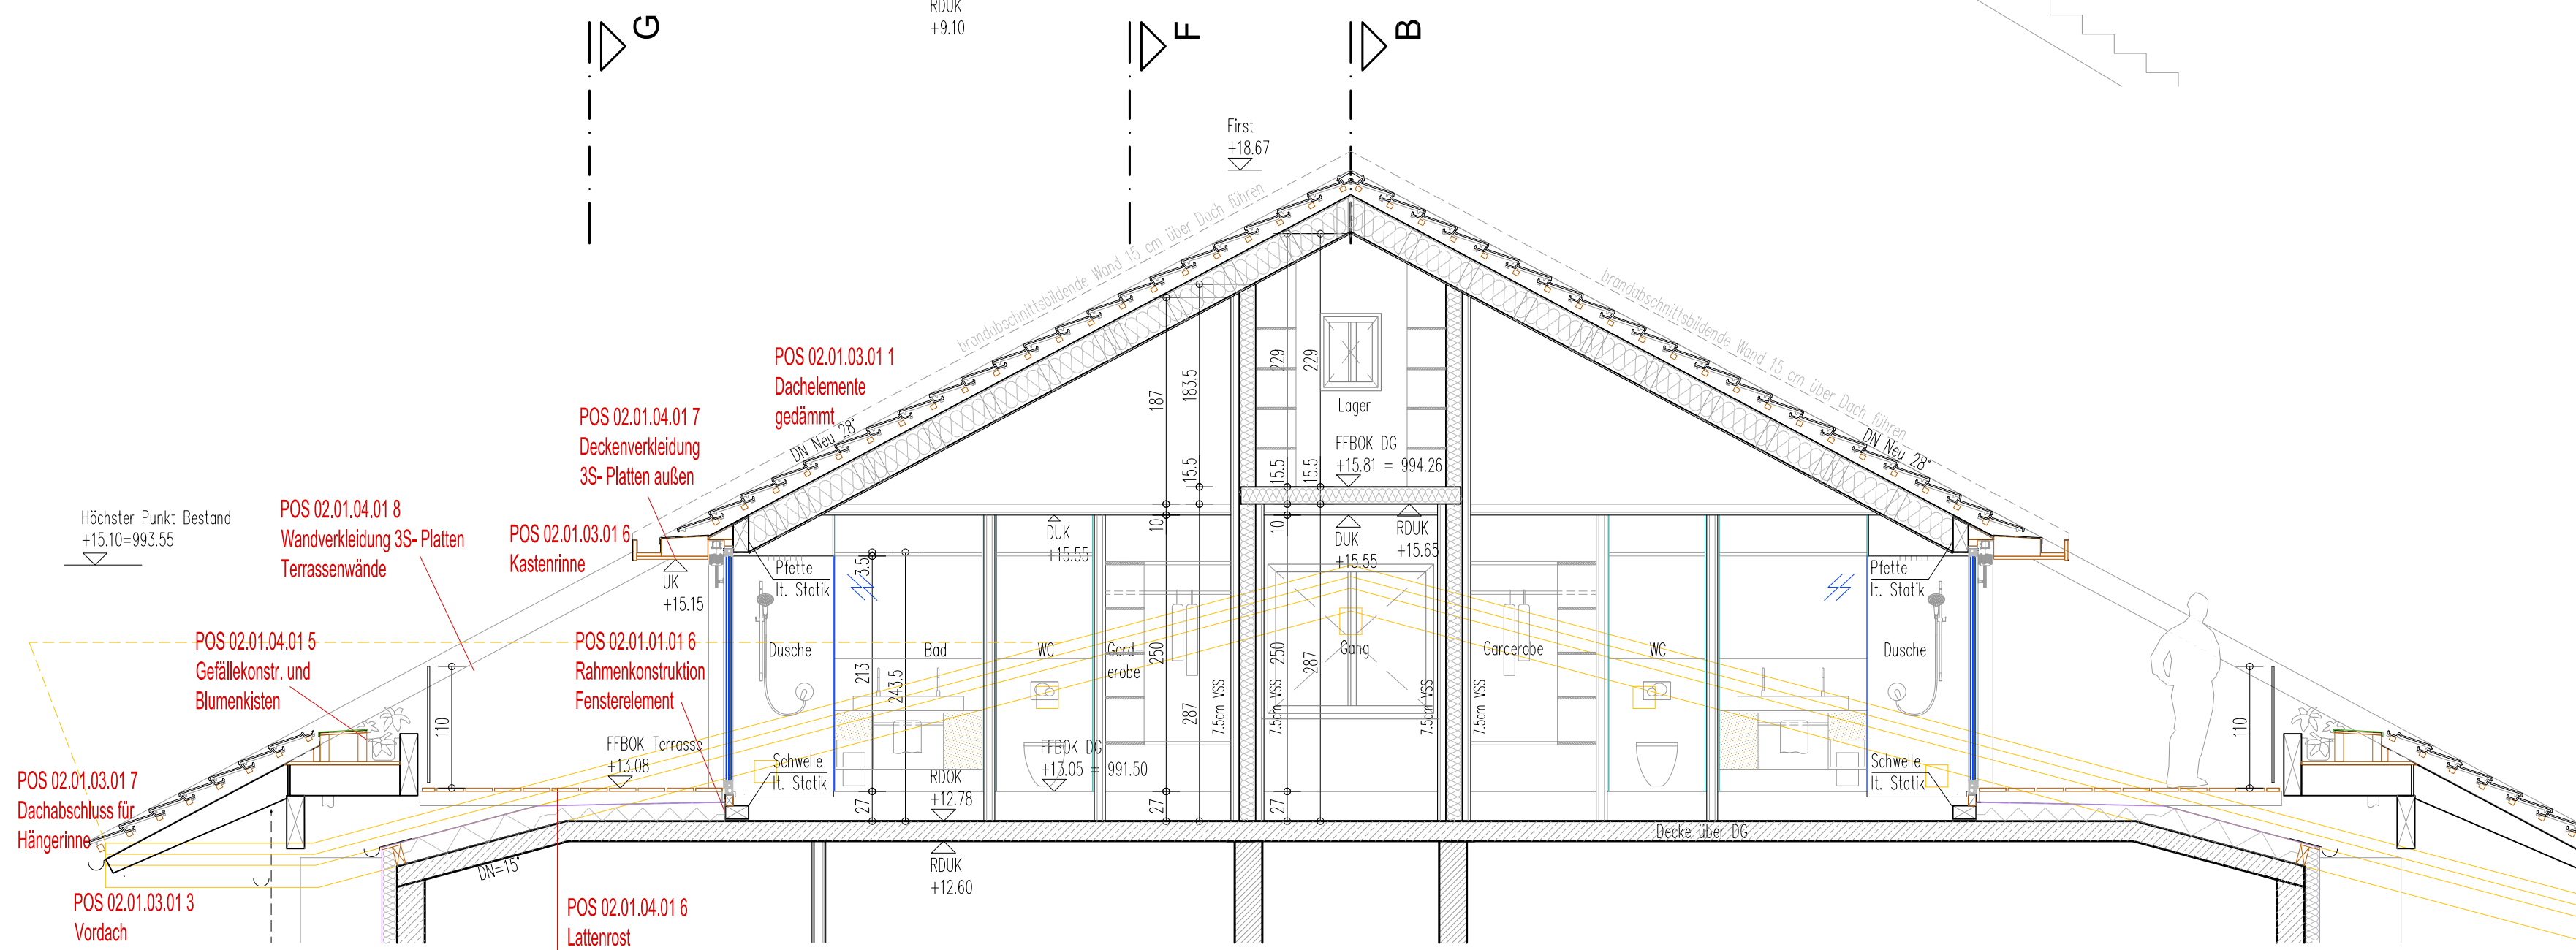 RDUK
+9.10
G
F
B
First
+18.67
brandabschnittsbildende Wand 15 cm über Dach führen
brandabschnittsbildende Wand 15 cm über Dach führen
DN Neu 28°
DN Neu 28°
POS 02.01.03.01 1
Dachelemente
gedämmt
POS 02.01.04.01 7
Deckenverkleidung
3S- Platten außen
POS 02.01.04.01 8
Wandverkleidung 3S- Platten
Terrassenwände
POS 02.01.03.01 6
Kastenrinne
Höchster Punkt Bestand
+15.10=993.55
UK
+15.15
POS 02.01.04.01 5
Gefällekonstr. und
Blumenkisten
POS 02.01.01.01 6
Rahmenkonstruktion
Fensterelement
POS 02.01.03.01 7
Dachabschluss für
Hängerinne
POS 02.01.03.01 3
Vordach
POS 02.01.04.01 6
Lattenrost
110
FFBOK Terrasse
+13.08
DN=15°
Pfette
lt. Statik
Dusche
Schwelle
lt. Statik
3.5
213
243.5
27
Bad
WC
Gard-
erobe
DUK
+15.55
FFBOK DG
+13.05 = 991.50
RDOK
+12.78
RDUK
+12.60
187
183.5
15.5
10
250
287
27
7.5cm VSS
229
229
15.5
15.5
10
250
287
27
7.5cm VSS
Lager
FFBOK DG
+15.81 = 994.26
DUK
+15.55
RDUK
+15.65
Gang
7.5cm VSS
7.5cm VSS
Garderobe
WC
Decke über DG
Pfette
lt. Statik
Dusche
Schwelle
lt. Statik
110